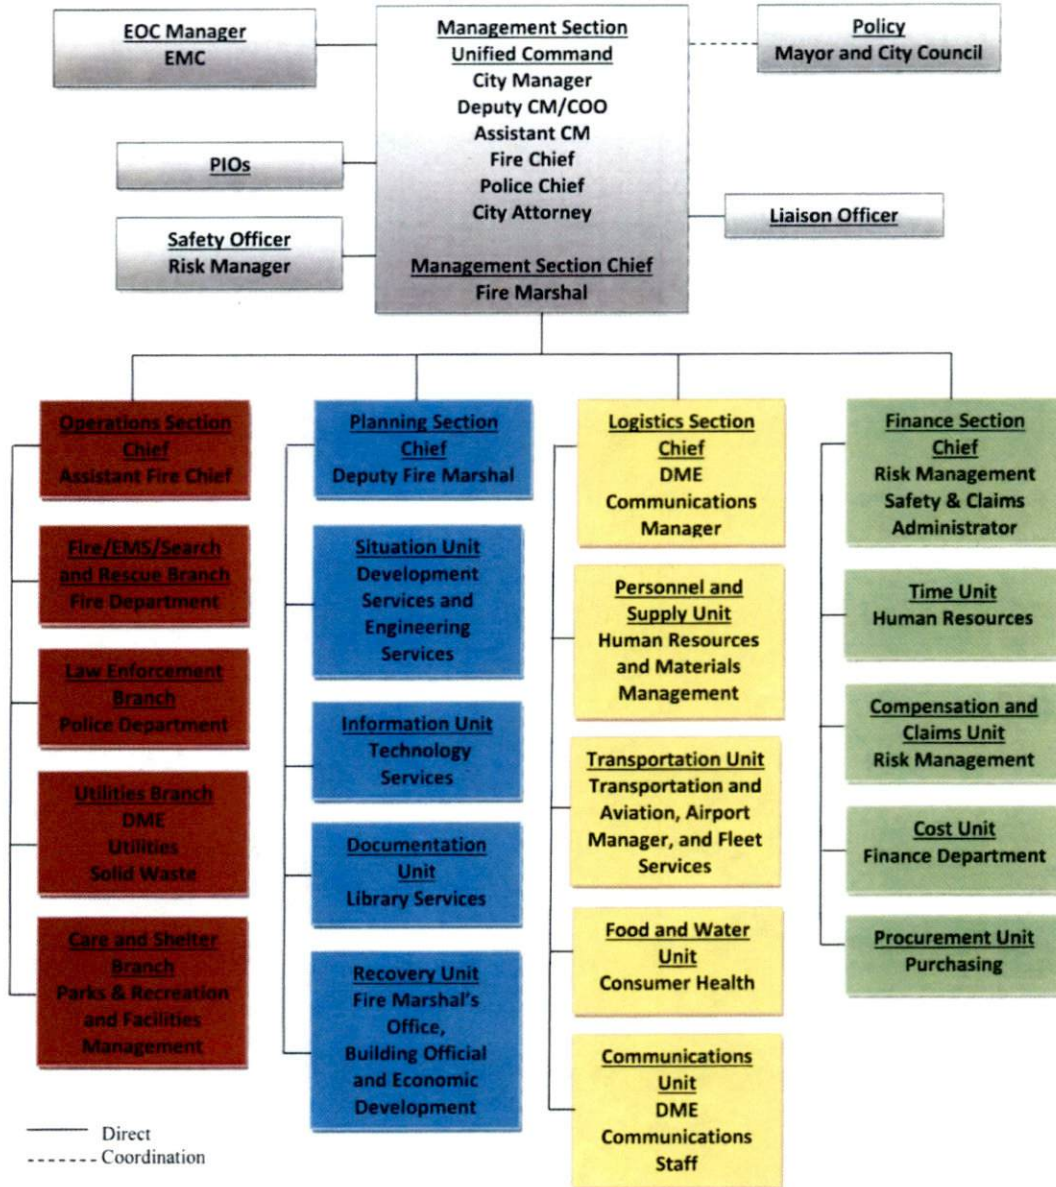 EOC Manager
EMC
Management Section
Unified Command
City Manager
Deputy CM/COO
Assistant CM
Fire Chief
Police Chief
City Attorney
Management Section Chief
Fire Marshal
Policy
Mayor and City Council
PIOs
Safety Officer
Risk Manager
Liaison Officer
Operations Section
Chief
Assistant Fire Chief
Fire/EMS/Search
and Rescue Branch
Fire Department
Law Enforcement
Branch
Police Department
Utilities Branch
DME
Utilities
Solid Waste
Care and Shelter
Branch
Parks & Recreation
and Facilities
Management
Planning Section
Chief
Deputy Fire Marshal
Situation Unit
Development
Services and
Engineering
Services
Information Unit
Technology
Services
Documentation
Unit
Library Services
Recovery Unit
Fire Marshal's
Office,
Building Official
and Economic
Development
Logistics Section
Chief
DME
Communications
Manager
Personnel and
Supply Unit
Human Resources
and Materials
Management
Transportation Unit
Transportation and
Aviation, Airport
Manager, and Fleet
Services
Food and Water
Unit
Consumer Health
Communications
Unit
DME
Communications
Staff
Finance Section
Chief
Risk Management
Safety & Claims
Administrator
Time Unit
Human Resources
Compensation and
Claims Unit
Risk Management
Cost Unit
Finance Department
Procurement Unit
Purchasing
Direct
Coordination